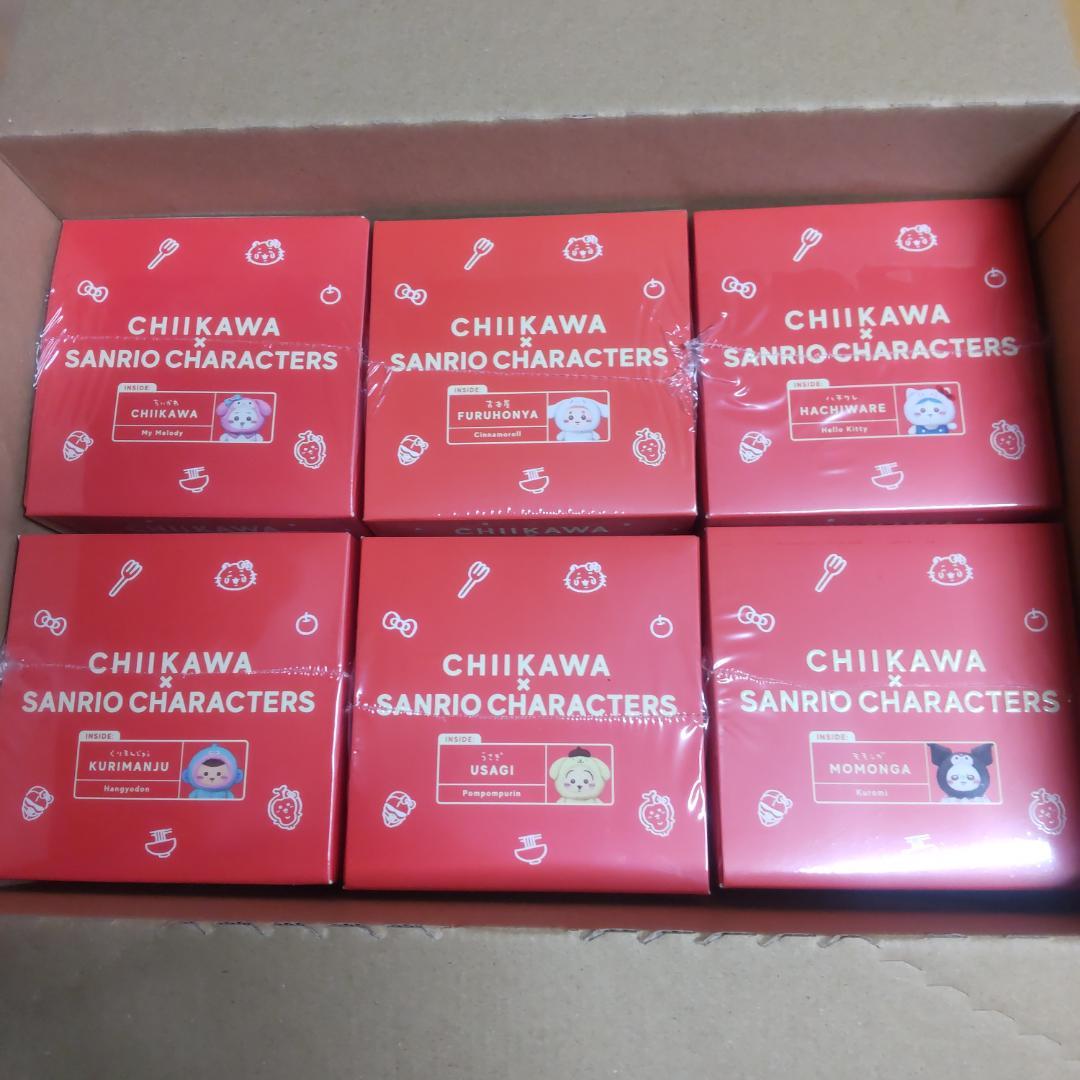 CHIIKAWA
×
SANRIO CHARACTERS
INSIDE:
ちいかわ
CHIIKAWA
My Melody
CHIIKAWA
×
SANRIO CHARACTERS
INSIDE:
古本屋
FURUHONYA
Cinnamoroll
CHIIKAWA
×
SANRIO CHARACTERS
INSIDE:
ハチワレ
HACHIWARE
Hello Kitty
CHIIKAWA
CHIIKAWA
CHIIKAWA
×
SANRIO CHARACTERS
INSIDE:
くりまんじゅう
KURIMANJU
Hangyodon
CHIIKAWA
×
SANRIO CHARACTERS
INSIDE:
うさぎ
USAGI
Pompompurin
CHIIKAWA
×
SANRIO CHARACTERS
INSIDE:
モモンガ
MOMONGA
Kuromi